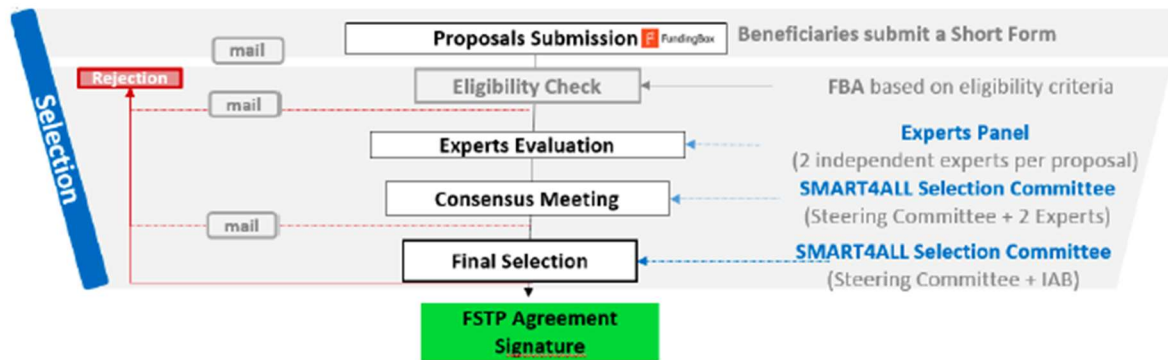 Selection
Proposals Submission FundingBox
Beneficiaries submit a Short Form
mail
Rejection
Eligibility Check
FBA based on eligibility criteria
mail
Experts Evaluation
Experts Panel
(2 independent experts per proposal)
Consensus Meeting
SMART4ALL Selection Committee
(Steering Committee + 2 Experts)
mail
Final Selection
SMART4ALL Selection Committee
(Steering Committee + IAB)
FSTP Agreement
Signature